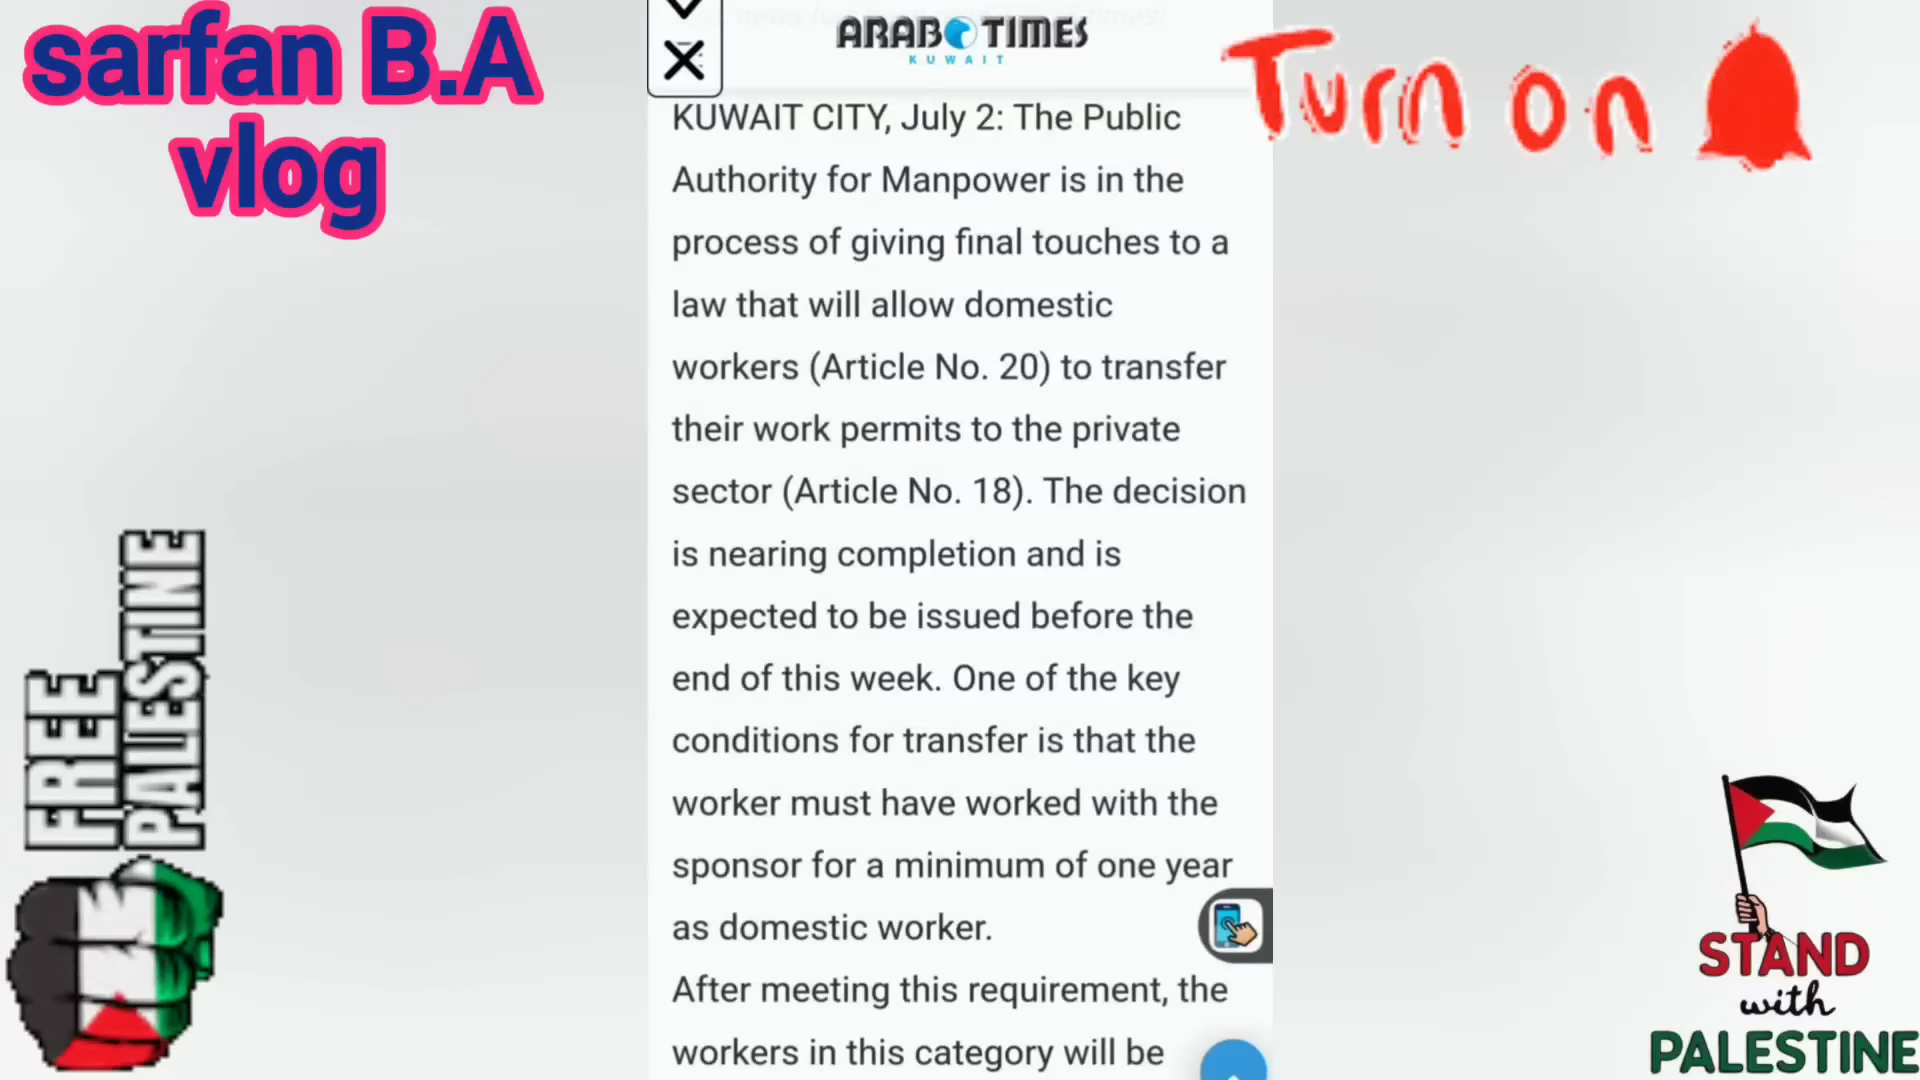 sarfan B.A
vlog
ARAB TIMES
KUWAIT
Turn on
KUWAIT CITY, July 2: The Public
Authority for Manpower is in the
process of giving final touches to a
law that will allow domestic
workers (Article No. 20) to transfer
their work permits to the private
sector (Article No. 18). The decision
is nearing completion and is
expected to be issued before the
end of this week. One of the key
conditions for transfer is that the
worker must have worked with the
sponsor for a minimum of one year
as domestic worker.
After meeting this requirement, the
workers in this category will be
FREE
PALESTINE
STAND
with
PALESTINE